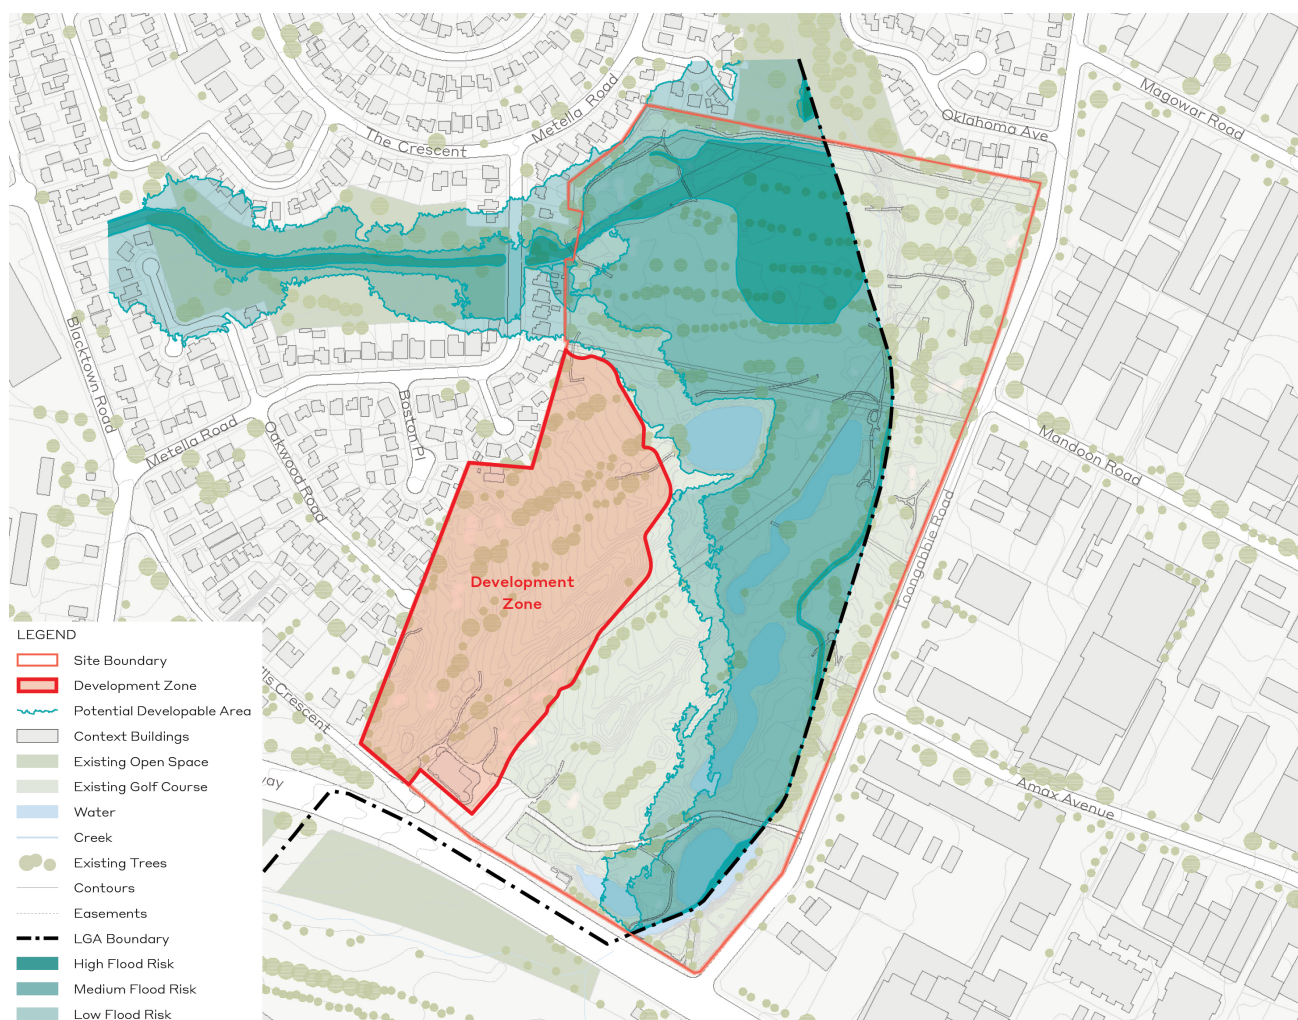 Metella Road
The Crescent
Magowar Road
Oklahoma Ave
Blacktown Road
Metella Road
Oakwood Road
Boston Pl
Mandoon Road
Toongabbie Road
Amax Avenue
Development
Zone
Crescent
LEGEND
Site Boundary
Development Zone
Potential Developable Area
Context Buildings
Existing Open Space
Existing Golf Course
Water
Creek
Existing Trees
Contours
Easements
LGA Boundary
High Flood Risk
Medium Flood Risk
Low Flood Risk